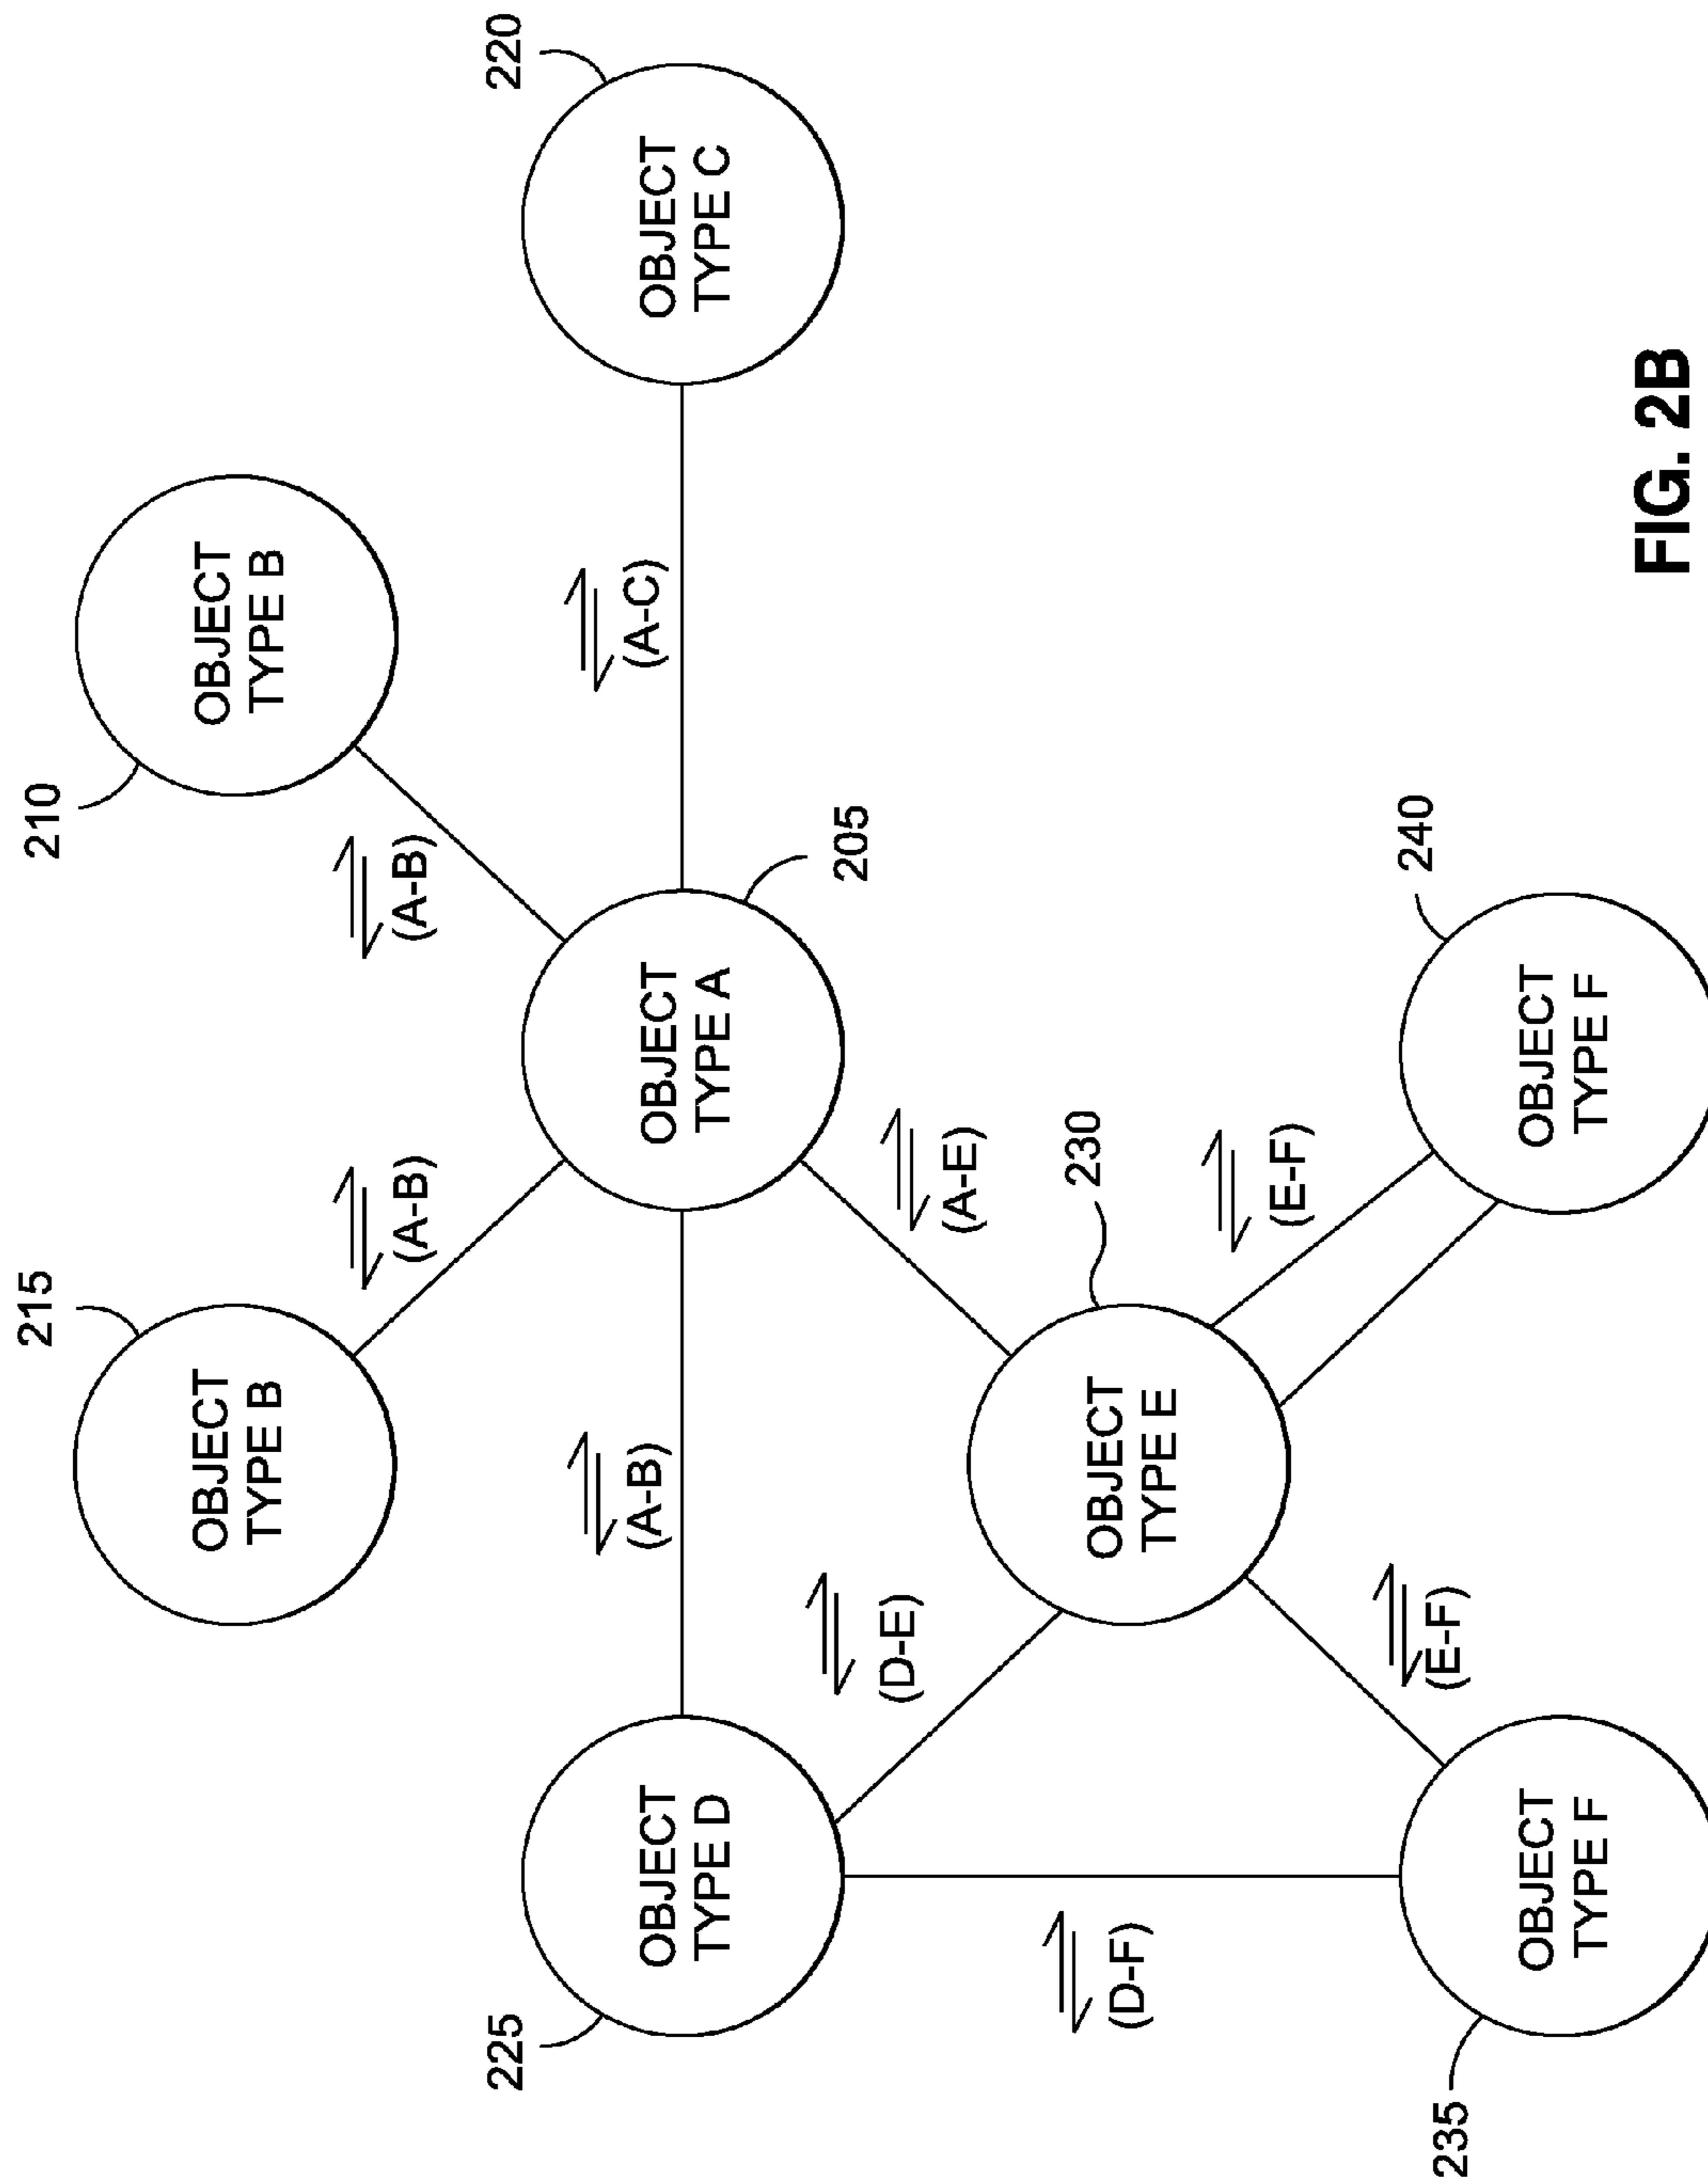 215
210
OBJECT
TYPE B
OBJECT
TYPE B
(A-B)
(A-B)
225
220
OBJECT
TYPE D
(A-B)
OBJECT
TYPE A
(A-C)
OBJECT
TYPE C
205
(D-E)
(A-E)
230
OBJECT
TYPE E
(D-F)
(E-F)
240
235
(E-F)
OBJECT
TYPE F
OBJECT
TYPE F
FIG. 2B